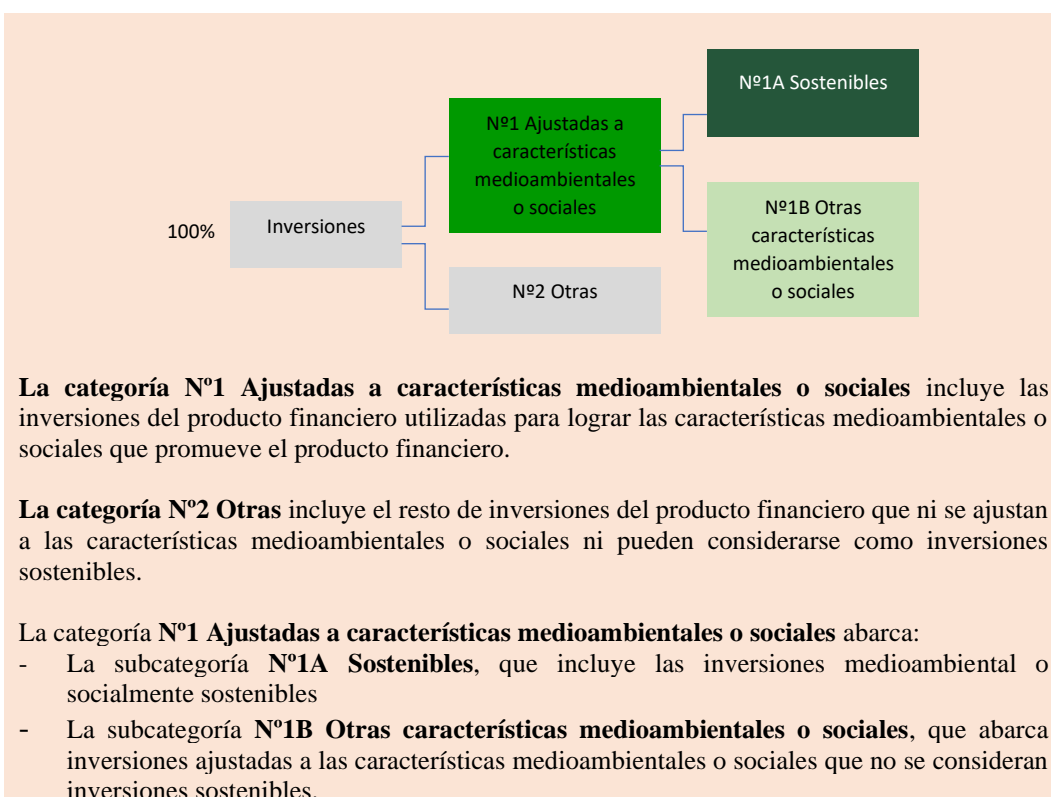 Nº1A Sostenibles
Nº1 Ajustadas a
características
medioambientales
o sociales
Nº1B Otras
características
medioambientales
o sociales
100%
Inversiones
Nº2 Otras
La categoría Nº1 Ajustadas a características medioambientales o sociales incluye las
inversiones del producto financiero utilizadas para lograr las características medioambientales o
sociales que promueve el producto financiero.
La categoría Nº2 Otras incluye el resto de inversiones del producto financiero que ni se ajustan
a las características medioambientales o sociales ni pueden considerarse como inversiones
sostenibles.
La categoría Nº1 Ajustadas a características medioambientales o sociales abarca:
- La subcategoría Nº1A Sostenibles, que incluye las inversiones medioambiental o
socialmente sostenibles
- La subcategoría Nº1B Otras características medioambientales o sociales, que abarca
inversiones ajustadas a las características medioambientales o sociales que no se consideran
inversiones sostenibles.